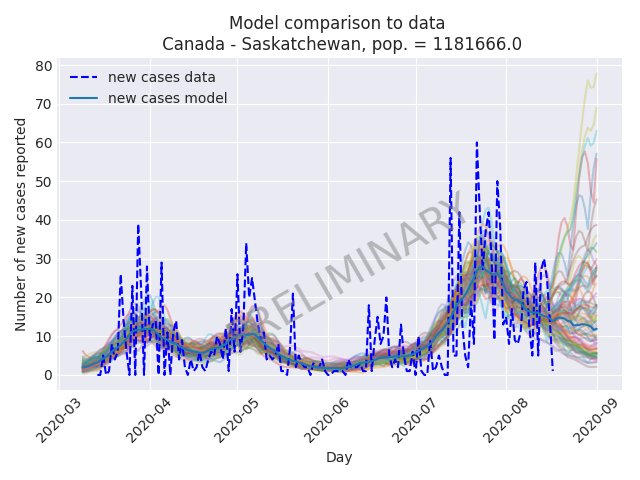 Model comparison to data
Canada - Saskatchewan, pop. = 1181666.0
80
70
60
50
40
30
20
10
0
Number of new cases reported
new cases data
new cases model
PRELIMINARY
2020-03
2020-04
2020-05
2020-06
2020-07
2020-08
2020-09
Day